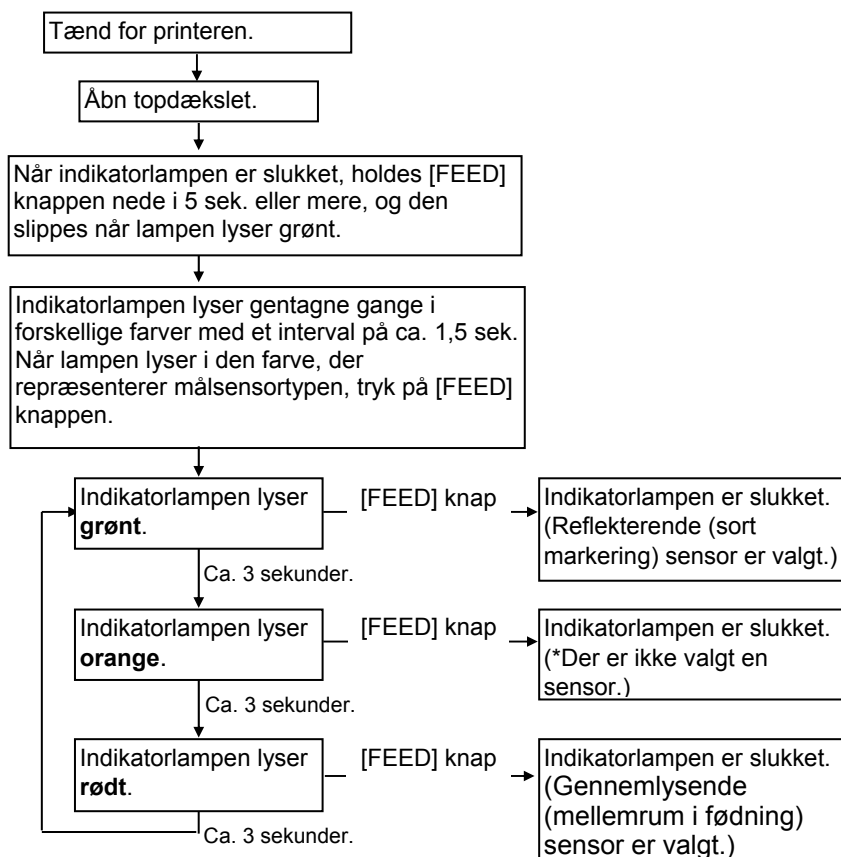 Tænd for printeren.
Åbn topdækslet.
Når indikatorlampen er slukket, holdes [FEED]
knappen nede i 5 sek. eller mere, og den
slippes når lampen lyser grønt.
Indikatorlampen lyser gentagne gange i
forskellige farver med et interval på ca. 1,5 sek.
Når lampen lyser i den farve, der
repræsenterer målsensortypen, tryk på [FEED]
knappen.
Indikatorlampen lyser
grønt.
[FEED] knap
Indikatorlampen er slukket.
(Reflekterende (sort
markering) sensor er valgt.)
Ca. 3 sekunder.
Indikatorlampen lyser
orange.
[FEED] knap
Indikatorlampen er slukket.
(*Der er ikke valgt en
sensor.)
Ca. 3 sekunder.
Indikatorlampen lyser
rødt.
[FEED] knap
Indikatorlampen er slukket.
(Gennemlysende
(mellemrum i fødning)
sensor er valgt.)
Ca. 3 sekunder.